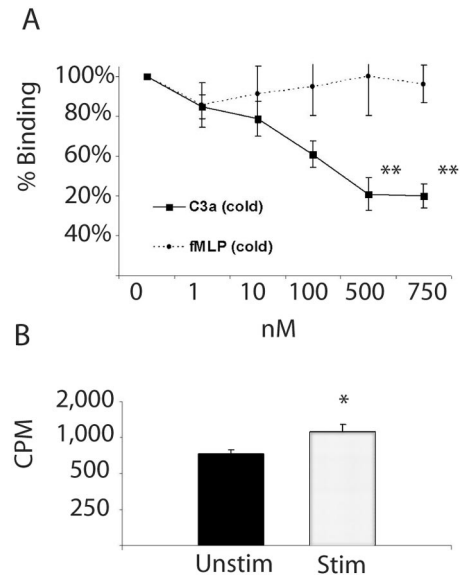 A
% Binding
100%
80%
60%
20%
40%
C3a (cold)
fMLP (cold)
**
**
0 1 10 100 500 750
nM
B
CPM
2,000
1,000
500
250
*
Unstim Stim